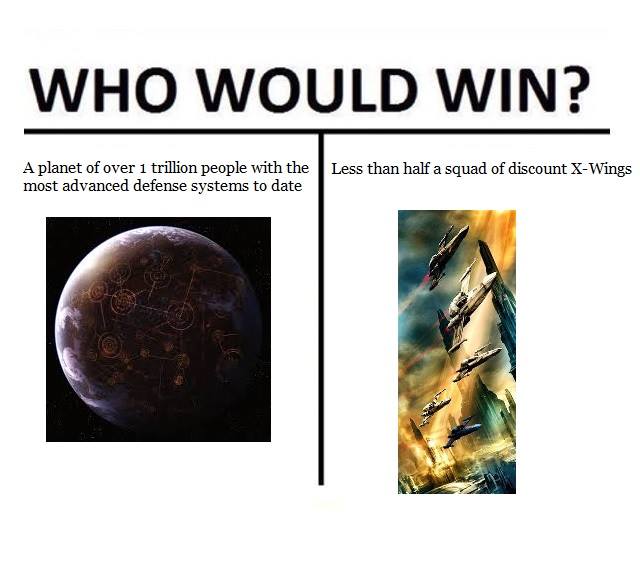 WHO WOULD WIN?
A planet of over 1 trillion people with the
most advanced defense systems to date
Less than half a squad of discount X-Wings